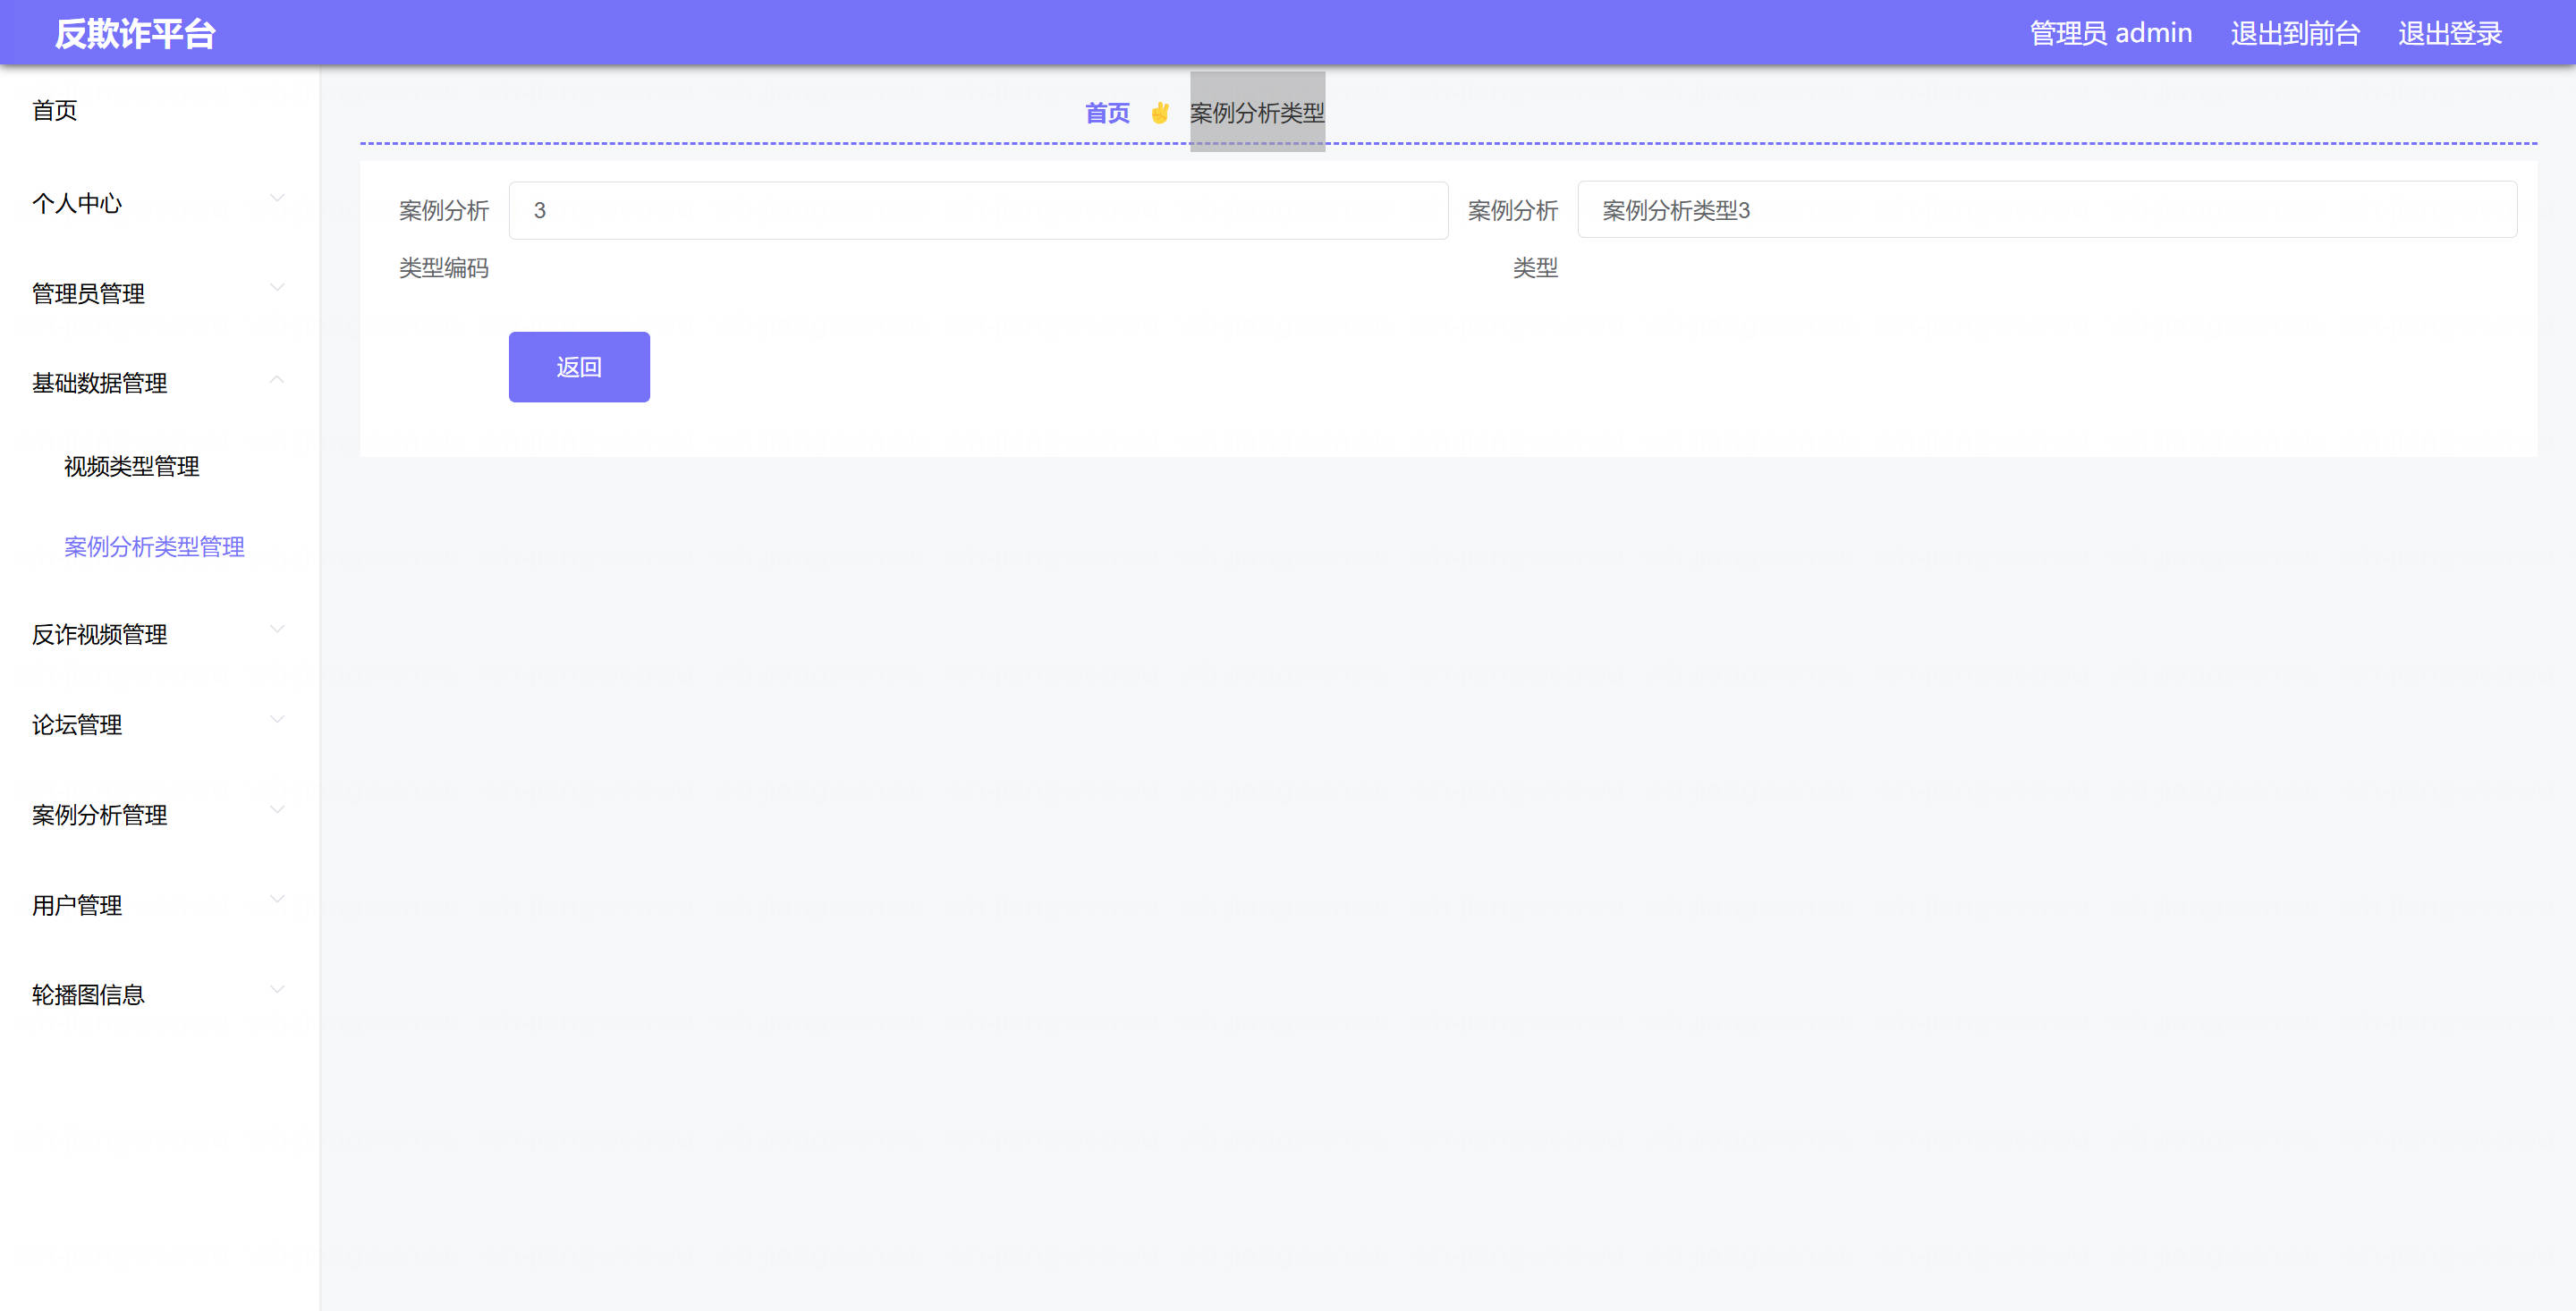 反欺诈平台
管理员 admin
退出到前台
退出登录
首页
个人中心
管理员管理
基础数据管理
视频类型管理
案例分析类型管理
反诈视频管理
论坛管理
案例分析管理
用户管理
轮播图信息
首页
案例分析类型
案例分析
类型编码
3
案例分析
类型
案例分析类型3
返回